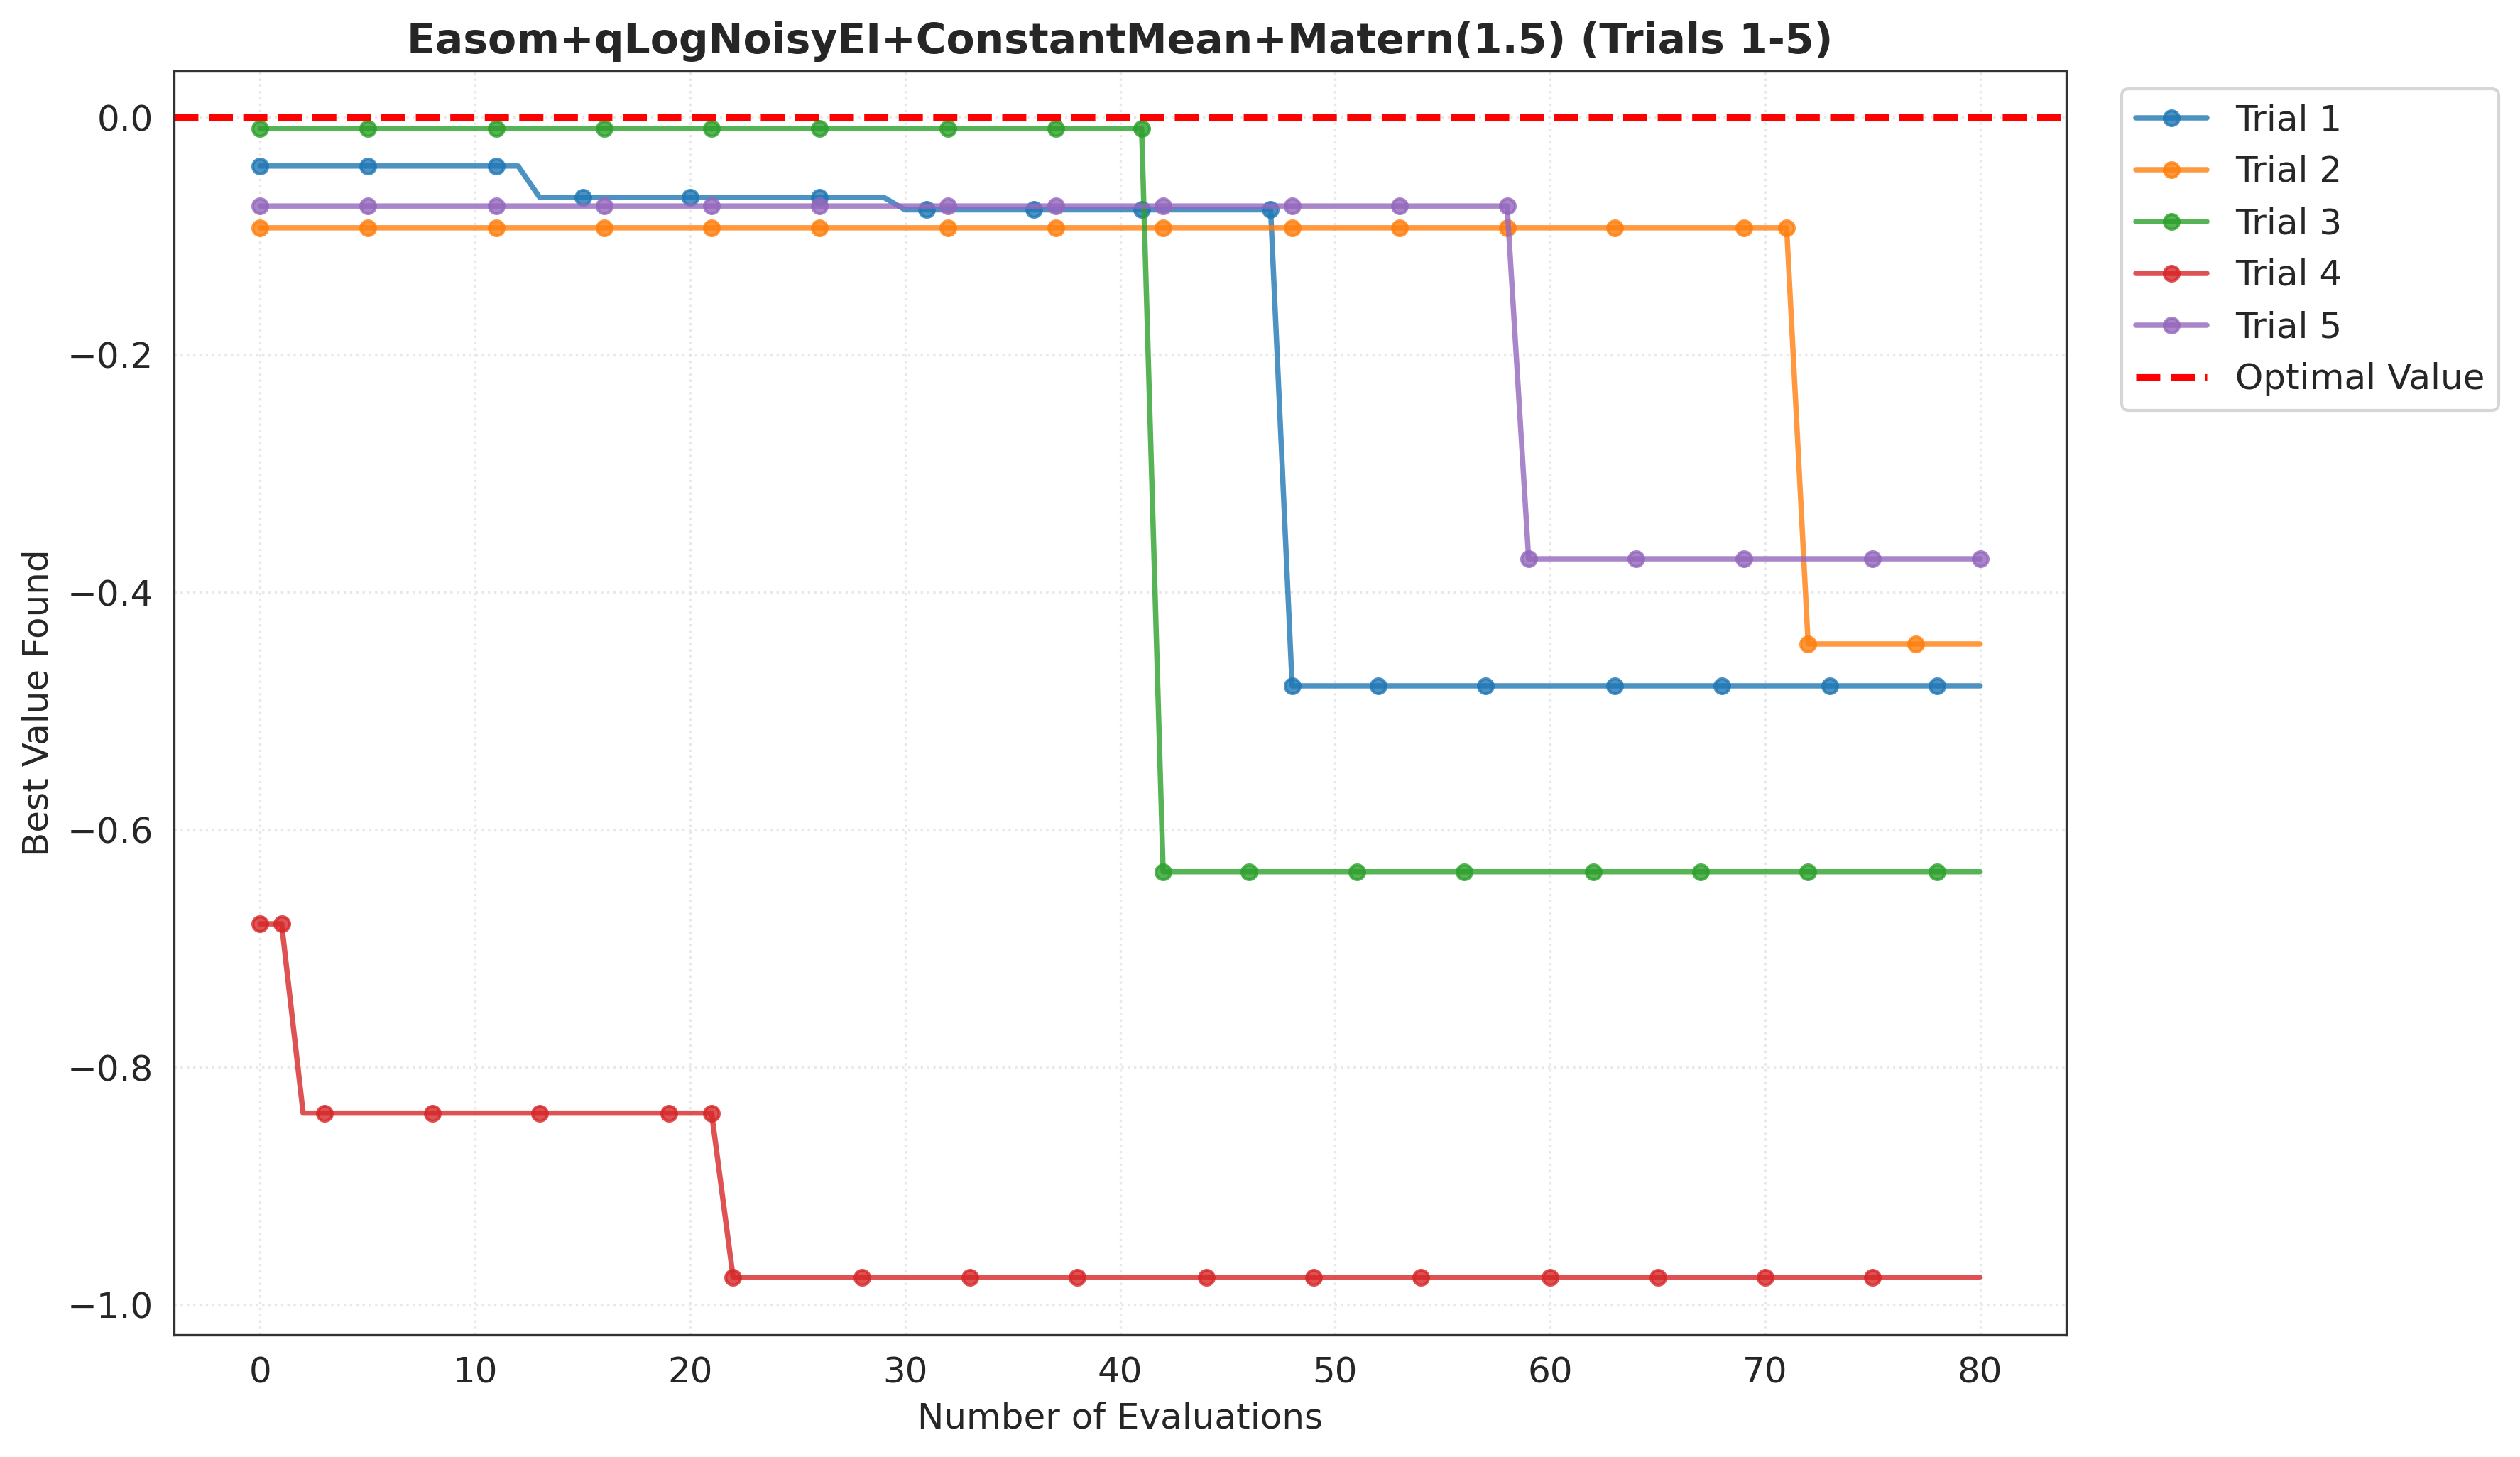 Easom+qLogNoisyEI+ConstantMean+Matern(1.5) (Trials 1-5)
Best Value Found
0.0
−0.2
−0.4
−0.6
−0.8
−1.0
0 10 20 30 40 50 60 70 80
Number of Evaluations
Trial 1
Trial 2
Trial 3
Trial 4
Trial 5
Optimal Value